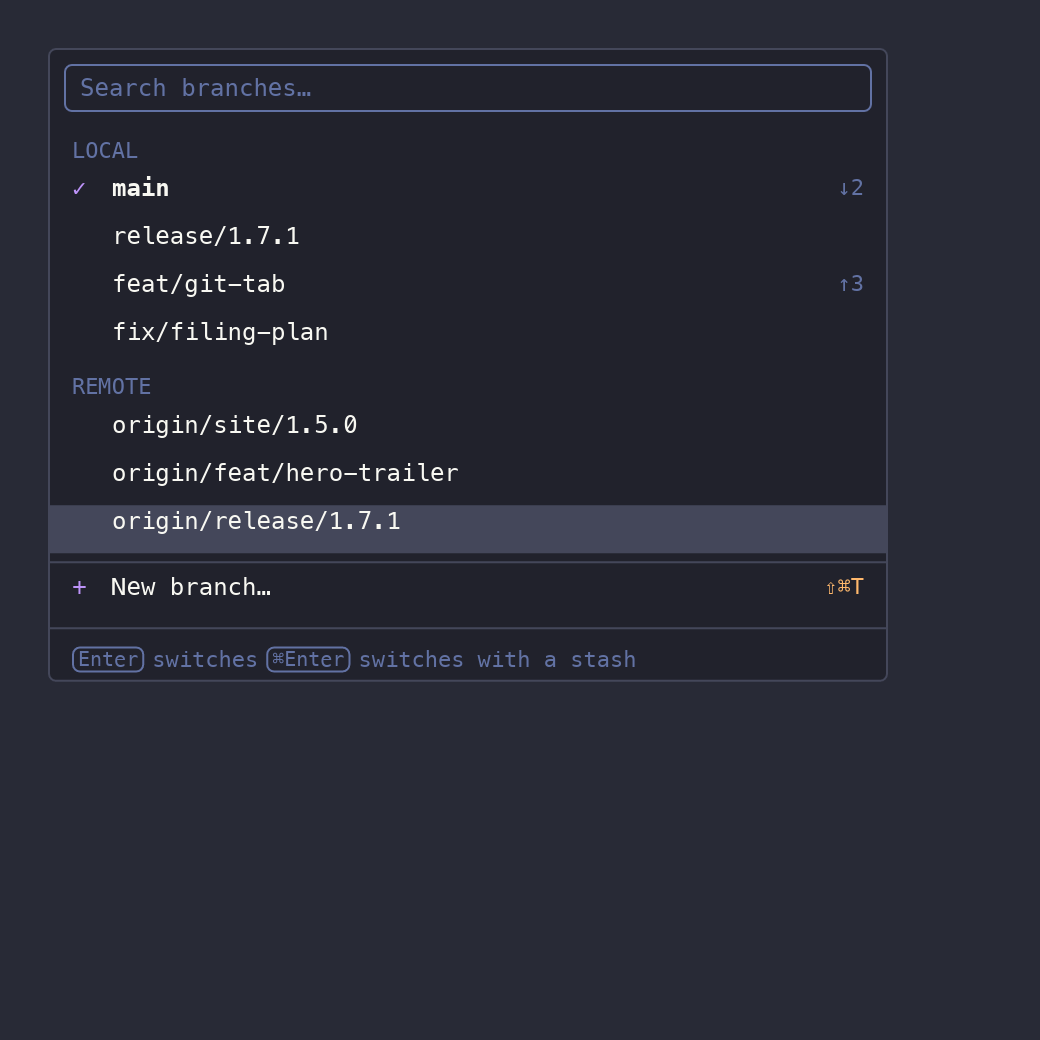 Search branches…
LOCAL
✓ main ↓2
release/1.7.1
feat/git-tab ↑3
fix/filing-plan
REMOTE
origin/site/1.5.0
origin/feat/hero-trailer
origin/release/1.7.1
+ New branch… ⇧⌘T
Enter switches ⌘Enter switches with a stash